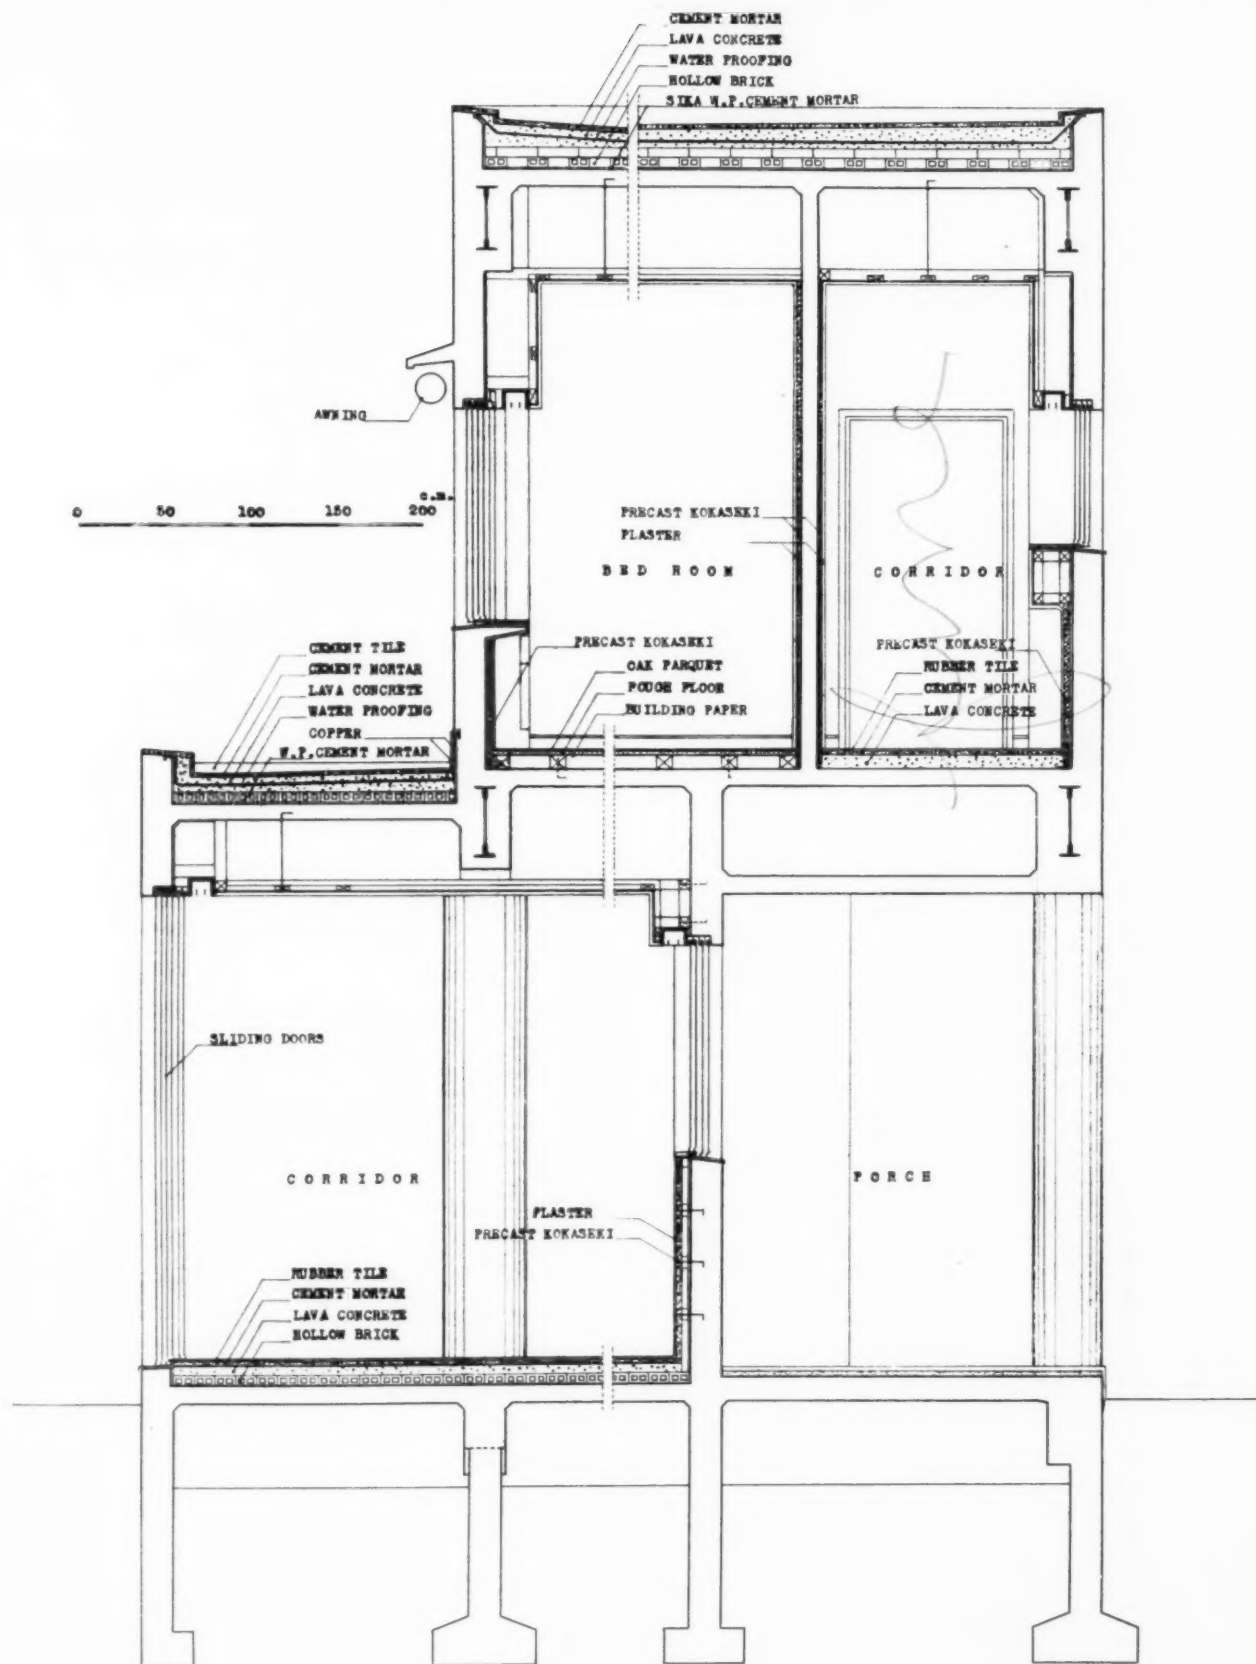 CEMENT MORTAR
LAVA CONCRETE
WATER PROOFING
HOLLOW BRICK
SIKA W.P.CEMENT MORTAR
AWNING
c.m.
0 50 100 150 200
PRECAST KOKASEKI
PLASTER
BED ROOM
CORRIDOR
PRECAST KOKASEKI
OAK PARQUET
ROUGH FLOOR
BUILDING PAPER
PRECAST KOKASEKI
RUBBER TILE
CEMENT MORTAR
LAVA CONCRETE
CEMENT TILE
CEMENT MORTAR
LAVA CONCRETE
WATER PROOFING
COPPER
W.P.CEMENT MORTAR
SLIDING DOORS
CORRIDOR
PORCH
PLASTER
PRECAST KOKASEKI
RUBBER TILE
CEMENT MORTAR
LAVA CONCRETE
HOLLOW BRICK